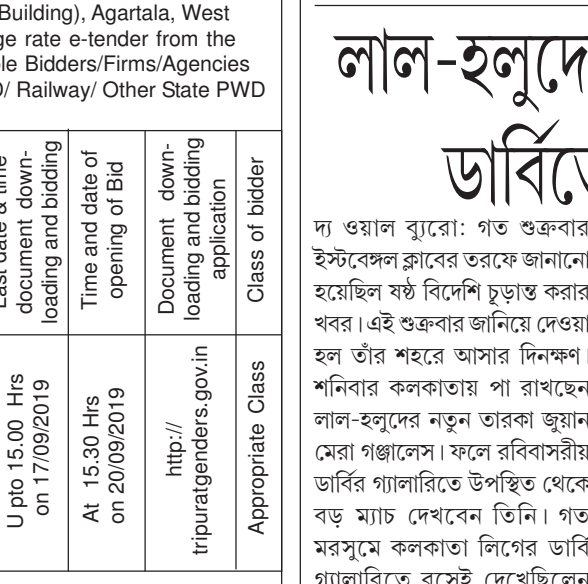 Building), Agartala, West
ge rate e-tender from the
Bidders/Firms/Agencies
Railway/ Other State PWD
Last date & time
document down-
loading and bidding
Time and date of
opening of Bid
Document down-
loading and bidding
application
Class of bidder
U pto 15.00 Hrs
on 17/09/2019
At 15.30 Hrs
on 20/09/2019
http://
tripuratgenders.gov.in
Appropriate Class
লাল-হলুদে
ডার্বিতে
দ্য ওয়াল ব্যুরো: গত শুক্রবার
ইস্টবেঙ্গল ক্লাবের তরফে জানানো
হয়েছিল ষষ্ঠ বিদেশি চূড়ান্ত করার
খবর। এই শুক্রবার জানিয়ে দেওয়া
হল তাঁর শহরে আসার দিনক্ষণ।
শনিবার কলকাতায় পা রাখছেন
লাল-হলুদের নতুন তারকা জুয়ান
মেরা গঞ্জালেস। ফলে রবিবাসরীয়
ডার্বির গ্যালারিতে উপস্থিত থেকে
বড় ম্যাচ দেখবেন তিনি। গত
মরসুমে কলকাতা লিগের ডার্বি
গ্যালারিতে বসেই দেখেছিলেন